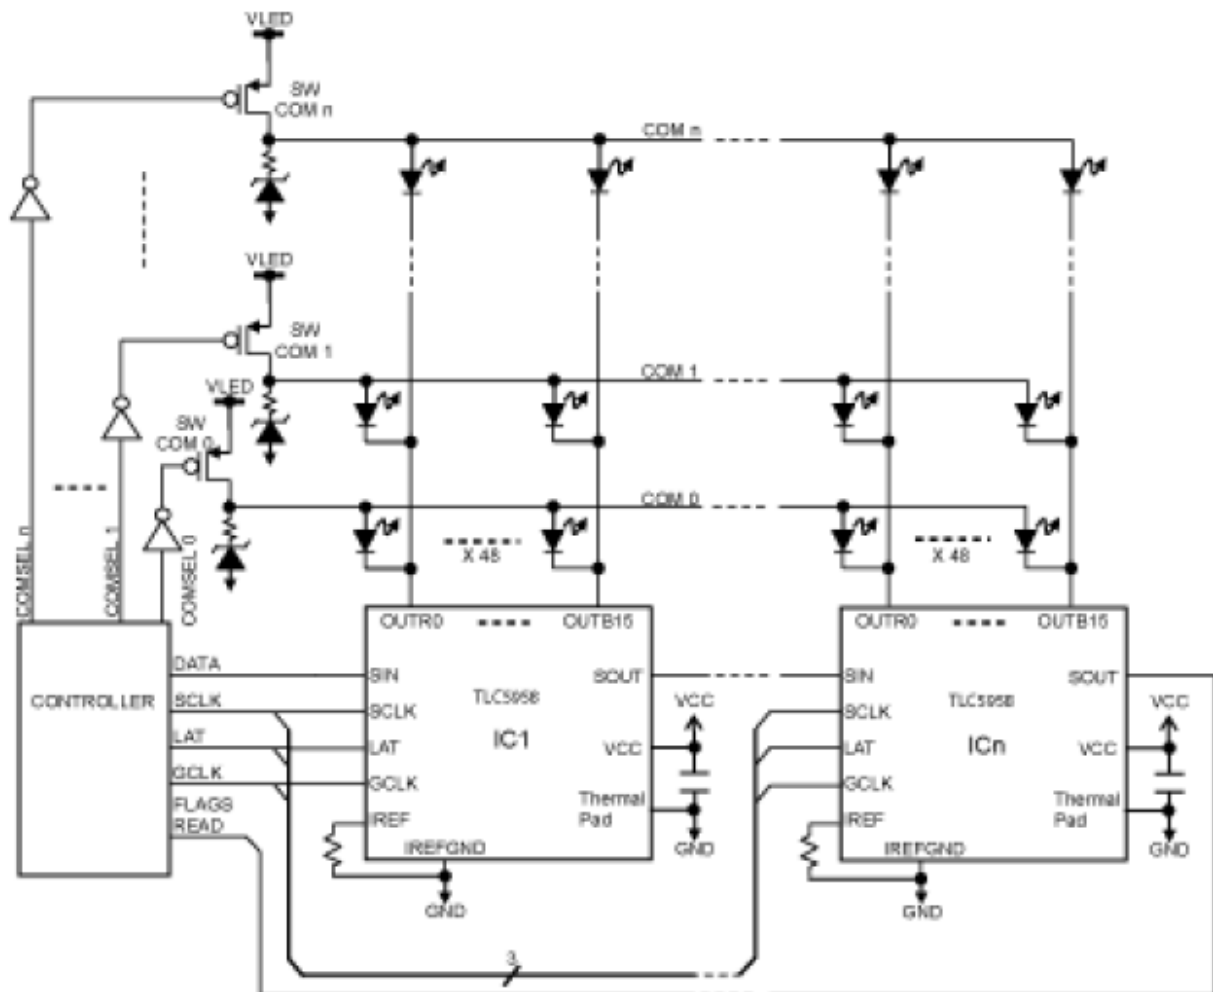 VLED
SW
COM n
COM n
VLED
SW
COM 1
COM 1
VLED
SW
COM 0
COM 0
X 48
X 48
COMSEL n
COMSEL 1
COMSEL 0
OUTR0
OUTB15
OUTR0
OUTB15
CONTROLLER
DATA
SCLK
LAT
GCLK
FLAGS
READ
SIN
SCLK
LAT
GCLK
IREF
IREFGND
TLC5958
IC1
SOUT
VCC
Thermal
Pad
VCC
GND
GND
SIN
SCLK
LAT
GCLK
IREF
IREFGND
TLC5958
ICn
SOUT
VCC
Thermal
Pad
VCC
GND
GND
3